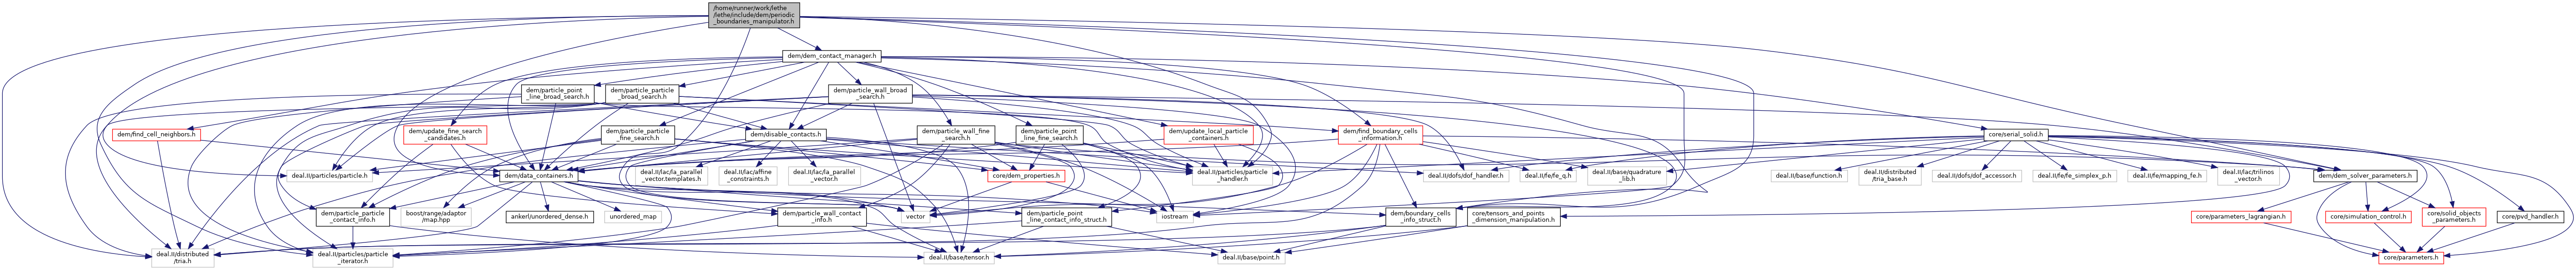 /home/runner/work/lethe
/lethe/include/dem/periodic
_boundaries_manipulator.h
dem/dem_contact_manager.h
dem/particle_point
_line_broad_search.h
dem/particle_particle
_broad_search.h
dem/particle_wall_broad
_search.h
dem/find_cell_neighbors.h
dem/update_fine_search
_candidates.h
dem/particle_particle
_fine_search.h
dem/disable_contacts.h
dem/particle_wall_fine
_search.h
dem/particle_point
_line_fine_search.h
dem/update_local_particle
_containers.h
dem/find_boundary_cells
_information.h
core/serial_solid.h
deal.II/particles/particle.h
dem/data_containers.h
deal.II/lac/la_parallel
_vector.templates.h
deal.II/lac/affine
_constraints.h
deal.II/lac/la_parallel
_vector.h
core/dem_properties.h
deal.II/particles/particle
_handler.h
deal.II/dofs/dof_handler.h
deal.II/fe/fe_q.h
deal.II/base/quadrature
_lib.h
deal.II/base/function.h
deal.II/distributed
/tria_base.h
deal.II/dofs/dof_accessor.h
deal.II/fe/fe_simplex_p.h
deal.II/fe/mapping_fe.h
deal.II/lac/trilinos
_vector.h
dem/dem_solver_parameters.h
dem/particle_particle
_contact_info.h
boost/range/adaptor
/map.hpp
ankerl/unordered_dense.h
unordered_map
dem/particle_wall_contact
_info.h
vector
dem/particle_point
_line_contact_info_struct.h
iostream
dem/boundary_cells
_info_struct.h
core/tensors_and_points
_dimension_manipulation.h
core/parameters_lagrangian.h
core/simulation_control.h
core/solid_objects
_parameters.h
core/pvd_handler.h
deal.II/distributed
/tria.h
deal.II/particles/particle
_iterator.h
deal.II/base/tensor.h
deal.II/base/point.h
core/parameters.h